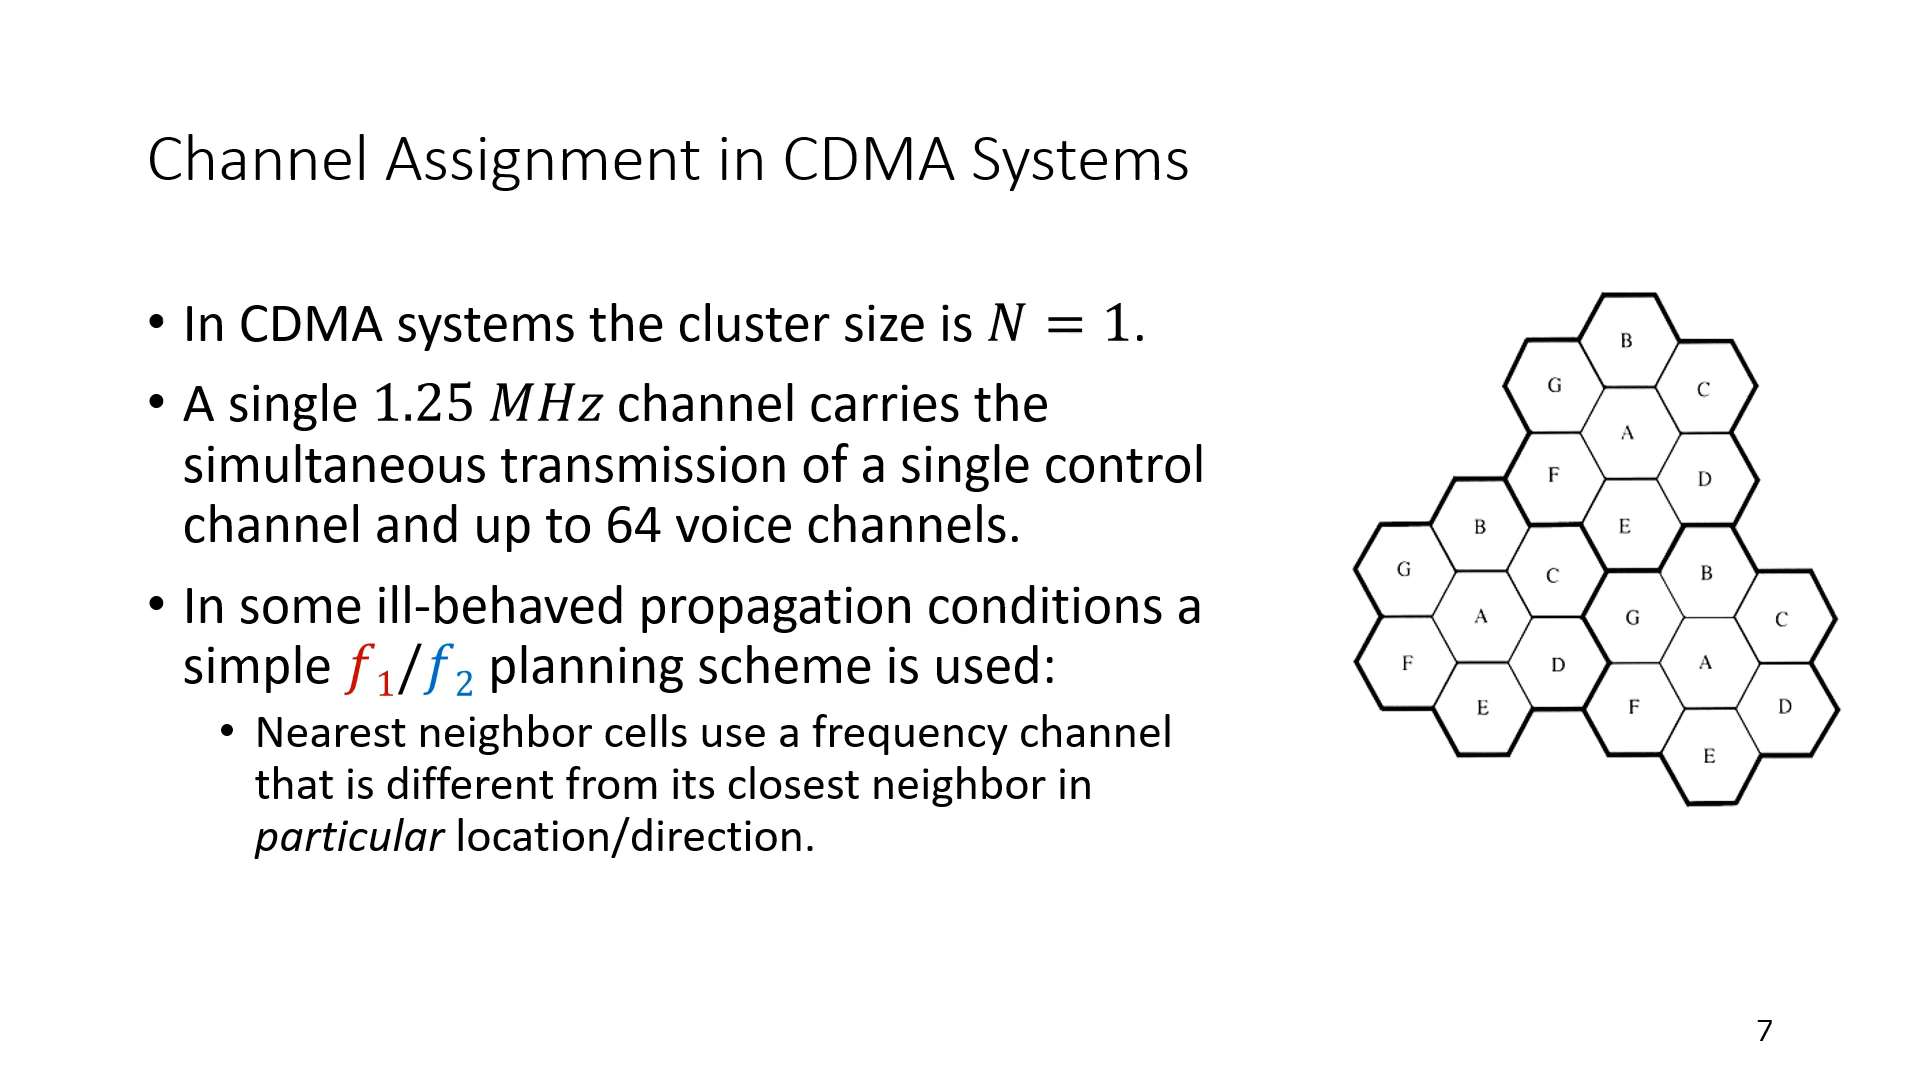 Channel Assignment in CDMA Systems
• In CDMA systems the cluster size is N = 1.
• A single 1.25 MHz channel carries the
simultaneous transmission of a single control
channel and up to 64 voice channels.
• In some ill-behaved propagation conditions a
simple f₁/f₂ planning scheme is used:
• Nearest neighbor cells use a frequency channel
that is different from its closest neighbor in
particular location/direction.
B
G
C
A
F
D
E
B
G
C
A
F
D
E
B
G
C
A
F
D
E
7